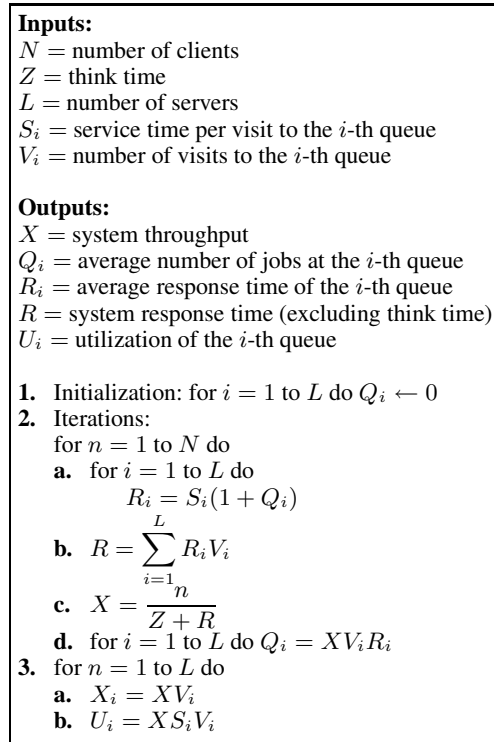 Inputs:
N = number of clients
Z = think time
L = number of servers
S_i = service time per visit to the i-th queue
V_i = number of visits to the i-th queue
Outputs:
X = system throughput
Q_i = average number of jobs at the i-th queue
R_i = average response time of the i-th queue
R = system response time (excluding think time)
U_i = utilization of the i-th queue
1. Initialization: for i = 1 to L do Q_i ← 0
2. Iterations:
for n = 1 to N do
a. for i = 1 to L do
R_i = S_i(1 + Q_i)
b. R = \sum_{i=1}^{L} R_i V_i
c. X = \frac{n}{Z + R}
d. for i = 1 to L do Q_i = XV_iR_i
3. for n = 1 to L do
a. X_i = XV_i
b. U_i = XS_iV_i